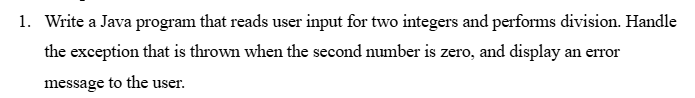 1. Write a Java program that reads user input for two integers and performs division. Handle
the exception that is thrown when the second number is zero, and display an error
message to the user.